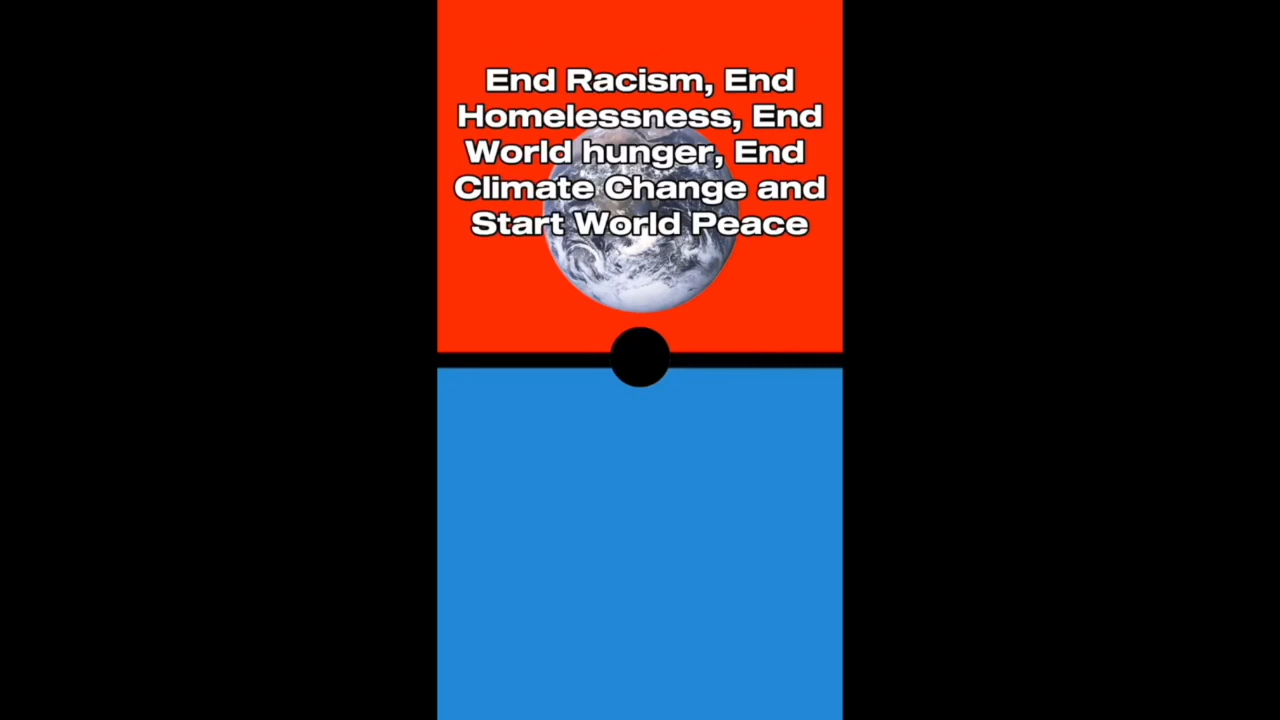 End Racism, End
Homelessness, End
World hunger, End
Climate Change and
Start World Peace